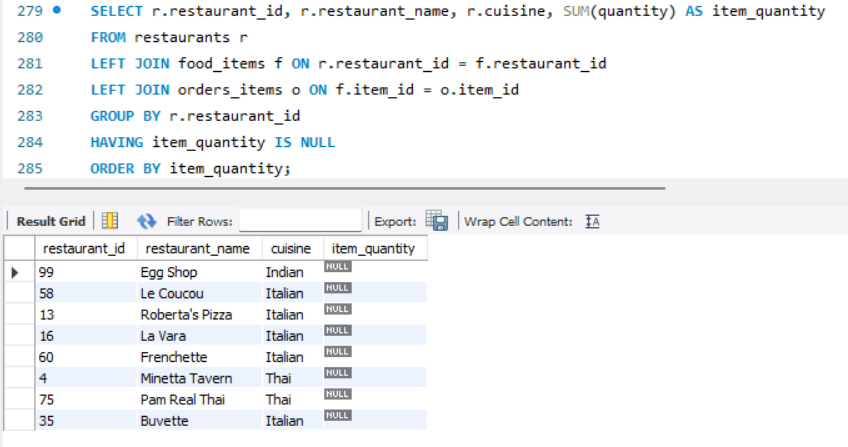 279 SELECT r.restaurant_id, r.restaurant_name, r.cuisine, SUM(quantity) AS item_quantity
280 FROM restaurants r
281 LEFT JOIN food_items f ON r.restaurant_id = f.restaurant_id
282 LEFT JOIN orders_items o ON f.item_id = o.item_id
283 GROUP BY r.restaurant_id
284 HAVING item_quantity IS NULL
285 ORDER BY item_quantity;
Result Grid Filter Rows: Export: Wrap Cell Content: IA
restaurant_id restaurant_name cuisine item_quantity
99 Egg Shop Indian NULL
58 Le Coucou Italian NULL
13 Roberta's Pizza Italian NULL
16 La Vara Italian NULL
60 Frenchette Italian NULL
4 Minetta Tavern Thai NULL
75 Pam Real Thai Thai NULL
35 Buvette Italian NULL